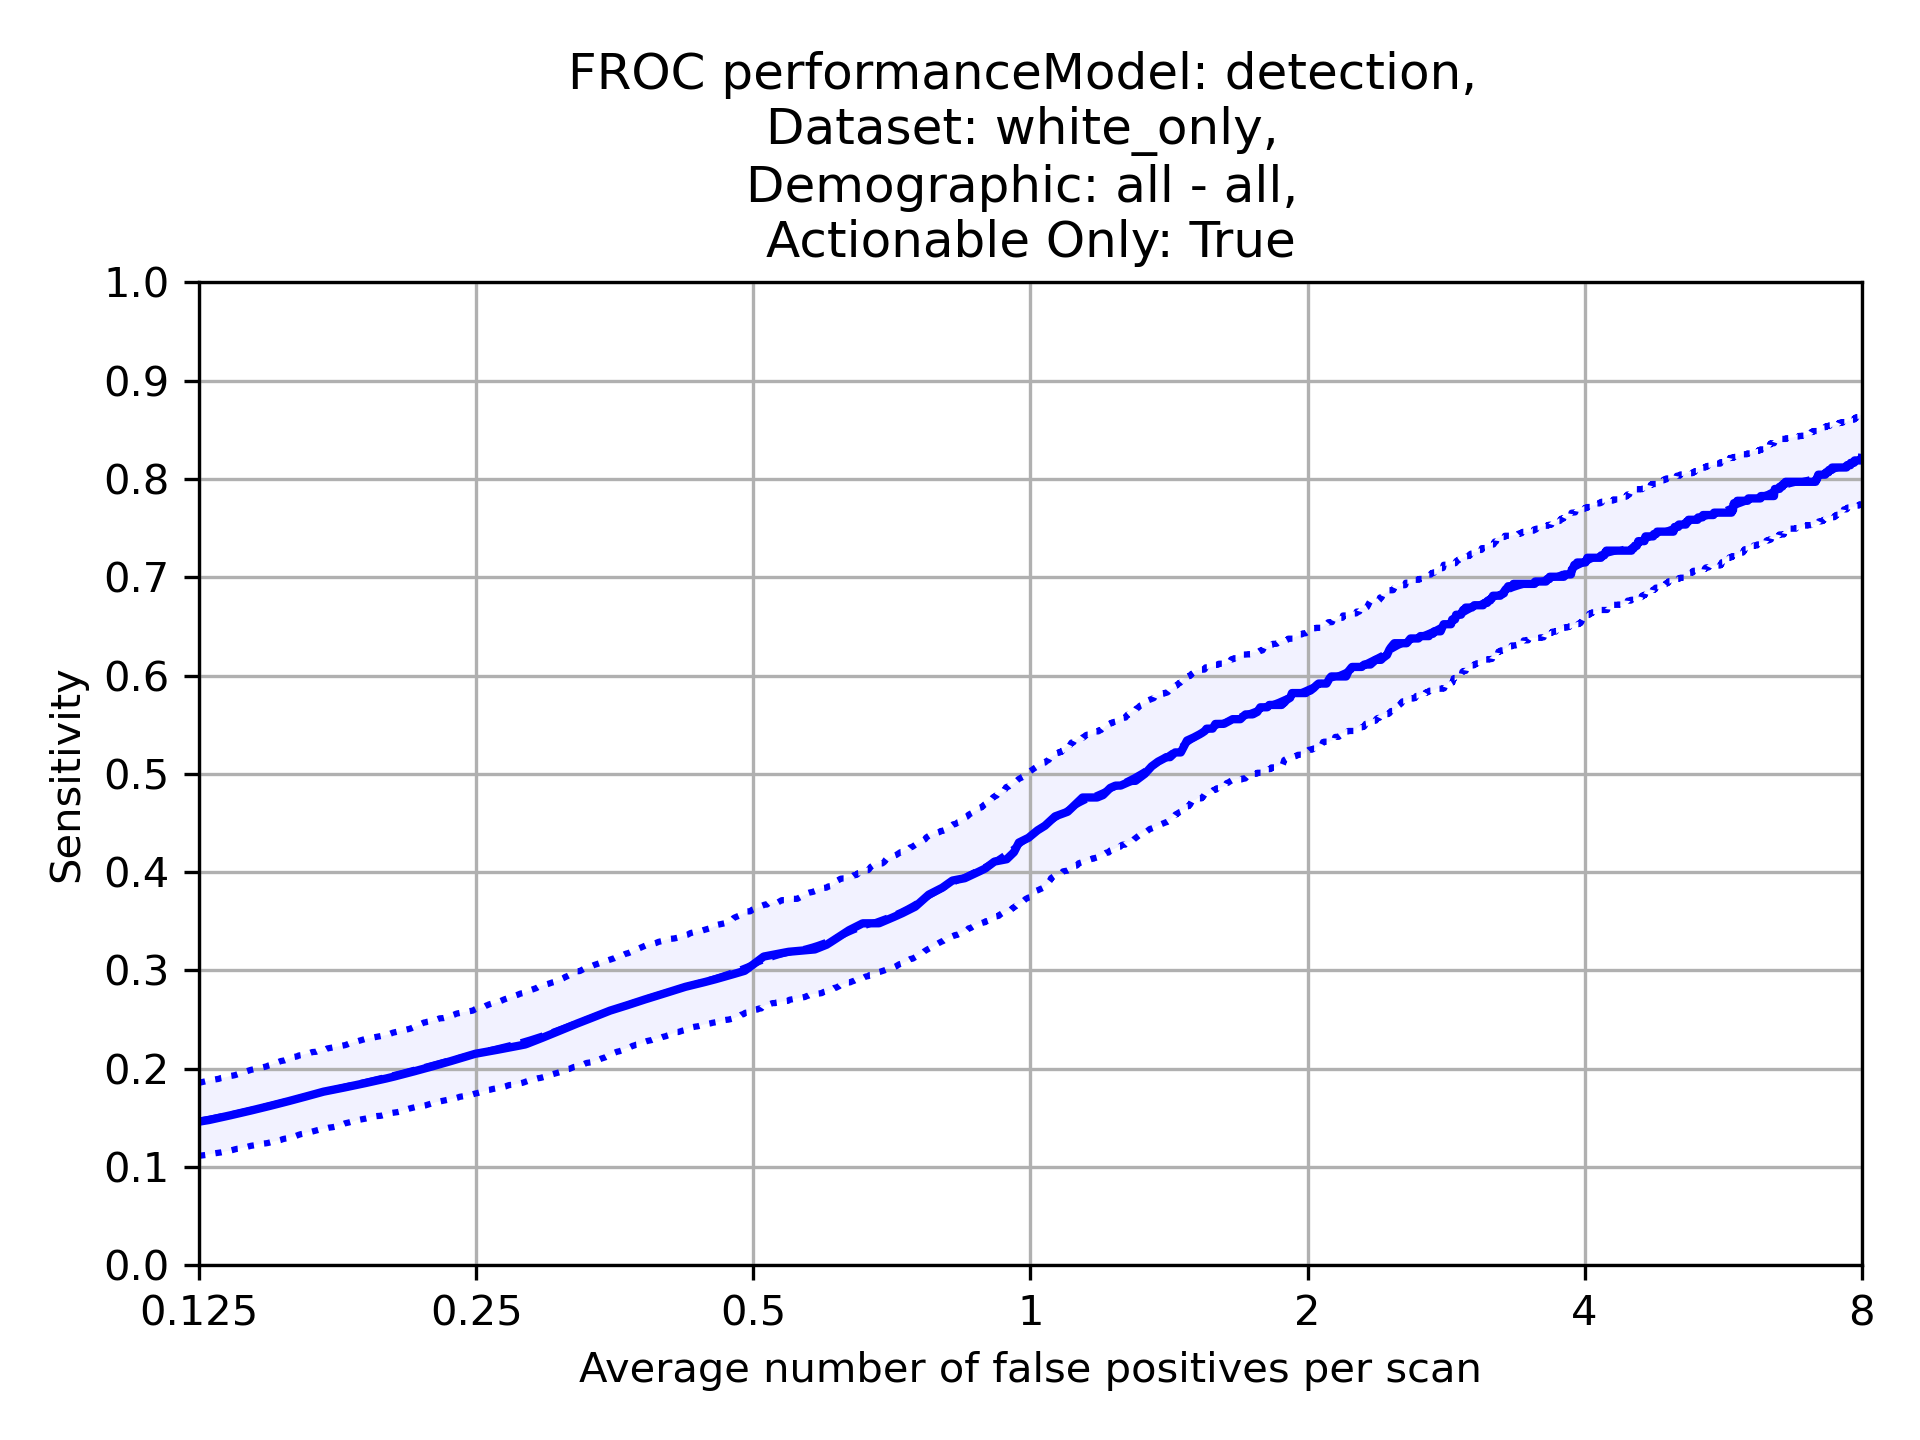 FROC performanceModel: detection,
Dataset: white_only,
Demographic: all - all,
Actionable Only: True
1.0
0.9
0.8
0.7
0.6
0.5
0.4
0.3
0.2
0.1
0.0
Sensitivity
0.125 0.25 0.5 1 2 4 8
Average number of false positives per scan